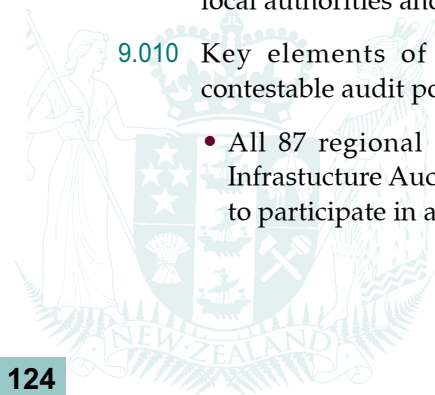 local authorities and
9.010 Key elements of
contestable audit po
• All 87 regional
Infrastucture Auc
to participate in a
NEW·ZEALAND
124